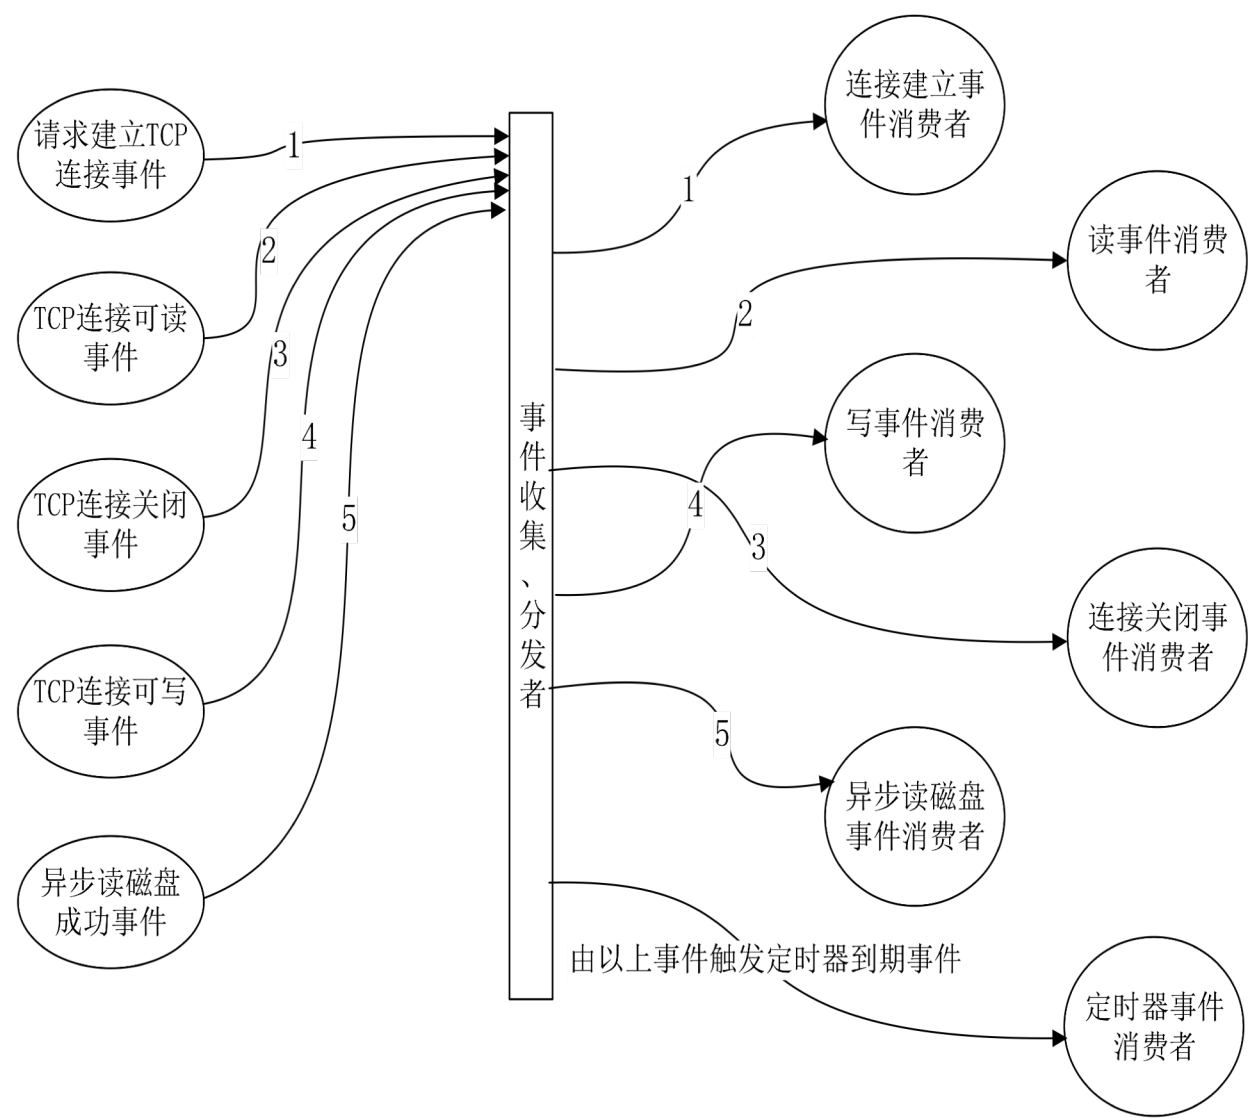 请求建立TCP
连接事件
TCP连接可读
事件
TCP连接关闭
事件
TCP连接可写
事件
异步读磁盘
成功事件
1
2
3
4
5
事
件
收
集
、
分
发
者
1
2
4
3
5
由以上事件触发定时器到期事件
连接建立事
件消费者
读事件消费
者
写事件消费
者
连接关闭事
件消费者
异步读磁盘
事件消费者
定时器事件
消费者